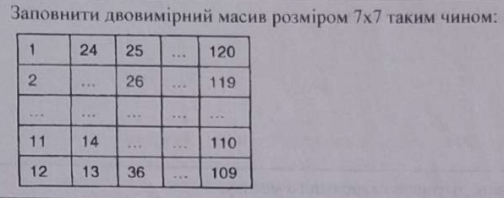 Заповнити двовимірний масив розміром 7х7 таким чином:
1 24 25 ... 120
2 ... 26 ... 119
... ... ... ... ...
11 14 ... ... 110
12 13 36 ... 109